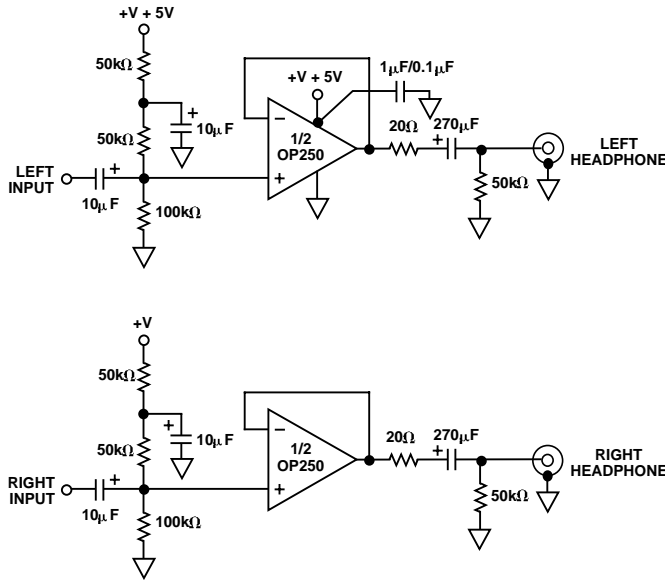 +V + 5V
50kΩ
1µF/0.1µF
+V + 5V
+
10µF
−
1/2
OP250
20Ω
+
270µF
LEFT
HEADPHONE
50kΩ
LEFT
INPUT
+
10µF
+
100kΩ
50kΩ
+V
50kΩ
+
10µF
−
1/2
OP250
20Ω
+
270µF
RIGHT
HEADPHONE
50kΩ
RIGHT
INPUT
+
10µF
+
100kΩ
50kΩ